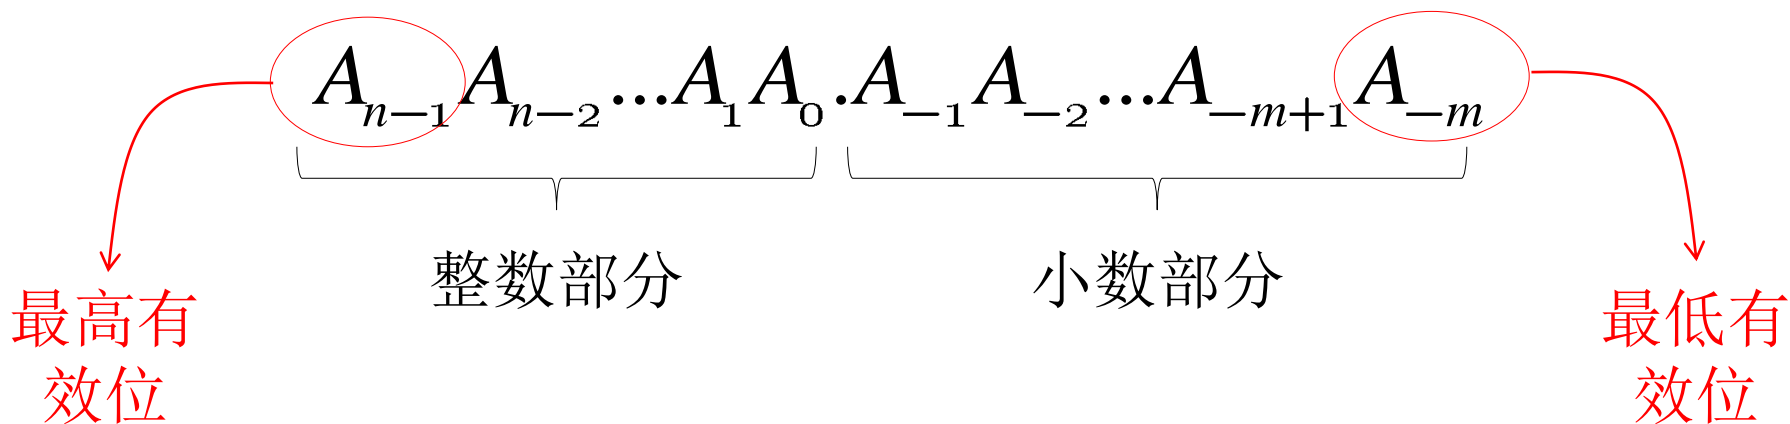 A_{n-1}A_{n-2}...A_1A_0.A_{-1}A_{-2}...A_{-m+1}A_{-m}
整数部分
小数部分
最高有
效位
最低有
效位